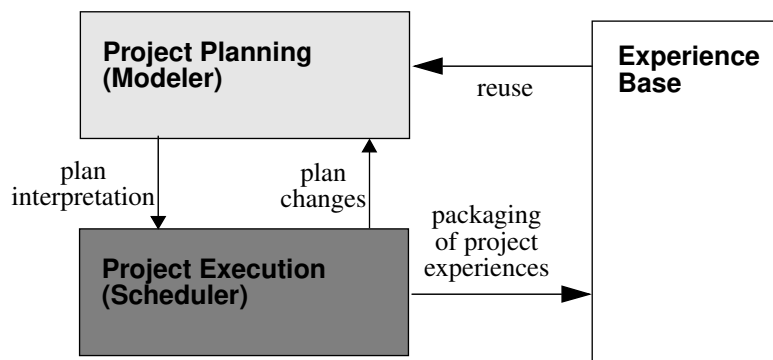 Project Planning
(Modeler)
Experience
Base
reuse
plan
interpretation
plan
changes
packaging
of project
experiences
Project Execution
(Scheduler)